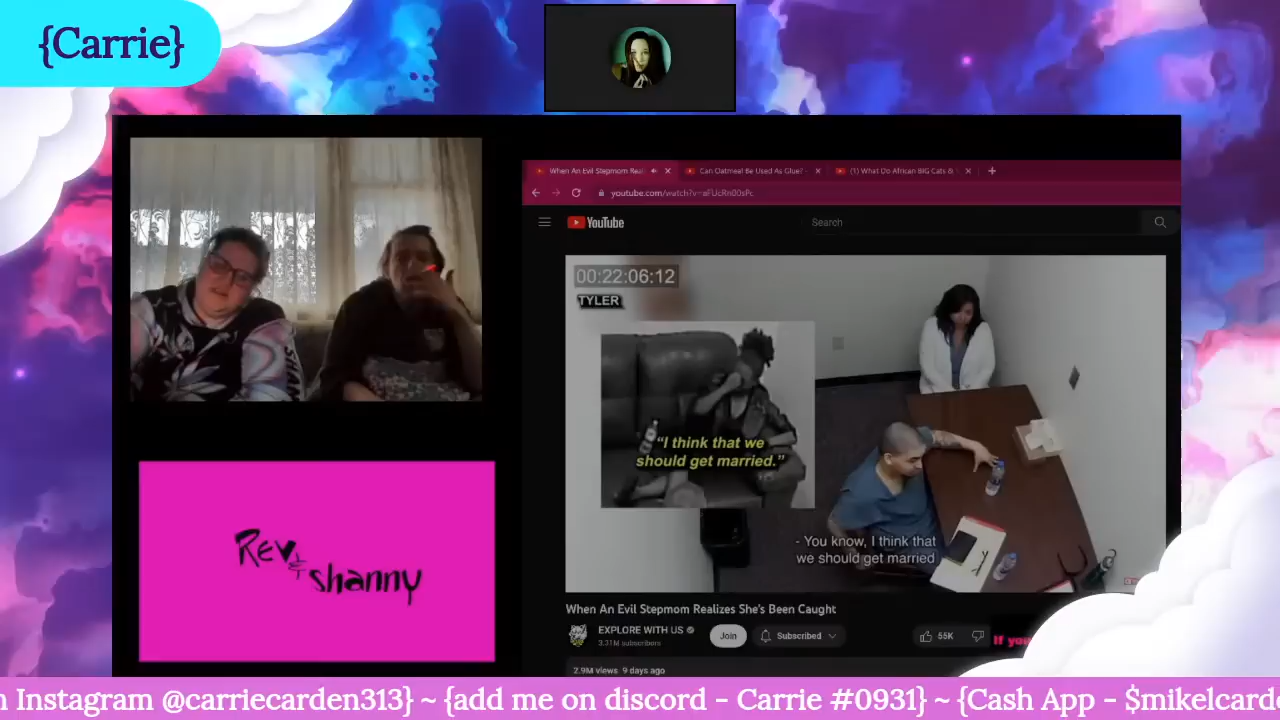 {Carrie}
When An Evil Stepmom Real
Can Oatmeal Be Used As Glue? -
(1) What Do African BIG Cats &
youtube.com/watch?v=aFUcRn00sPc
YouTube
Search
00:22:06:12
TYLER
"I think that we
should get married."
- You know, I think that
we should get married
Rev
&
shanny
When An Evil Stepmom Realizes She's Been Caught
EXPLORE WITH US
3.31M subscribers
Join
Subscribed
55K
If you
2.9M views 9 days ago
n Instagram @carriecarden313} ~ {add me on discord - Carrie #0931} ~ {Cash App - $mikelcard